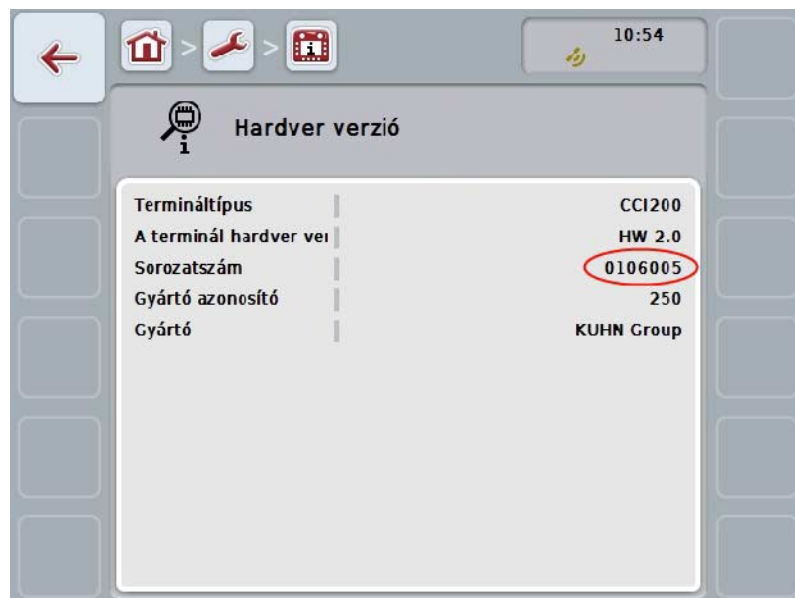 10:54
Hardver verzió
Termináltípus CCI200
A terminál hardver ver HW 2.0
Sorozatszám 0106005
Gyártó azonosító 250
Gyártó KUHN Group